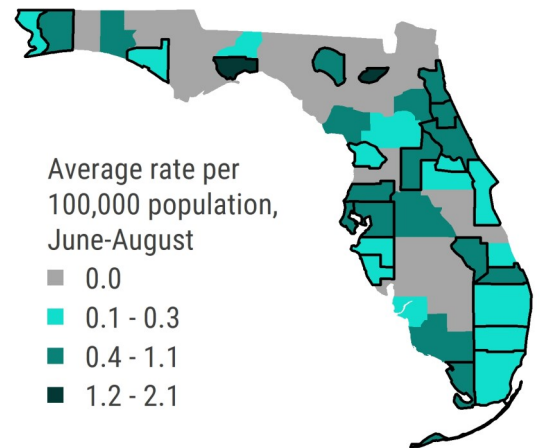 Average rate per
100,000 population,
June-August
0.0
0.1 - 0.3
0.4 - 1.1
1.2 - 2.1